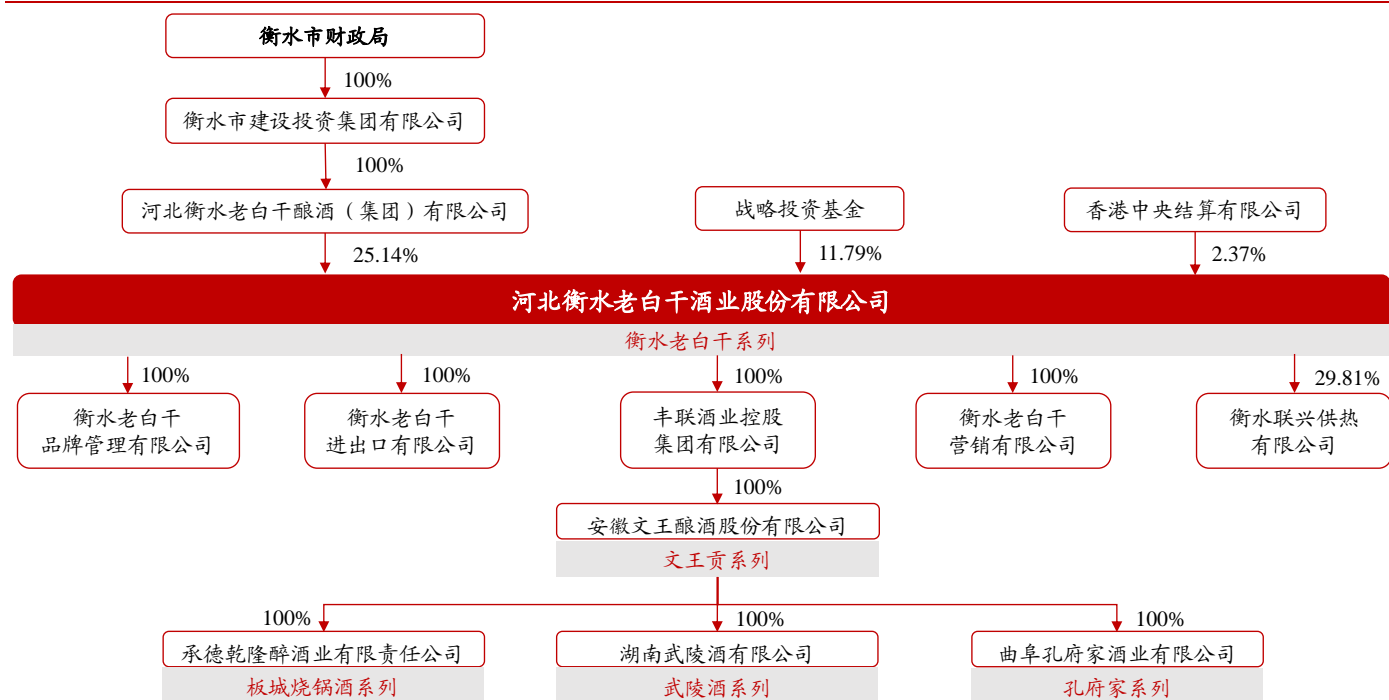 衡水市财政局
100%
衡水市建设投资集团有限公司
100%
河北衡水老白干酿酒（集团）有限公司
战略投资基金
香港中央结算有限公司
25.14%
11.79%
2.37%
河北衡水老白干酒业股份有限公司
衡水老白干系列
100%
100%
100%
100%
29.81%
衡水老白干
品牌管理有限公司
衡水老白干
进出口有限公司
丰联酒业控股
集团有限公司
衡水老白干
营销有限公司
衡水联兴供热
有限公司
100%
安徽文王酿酒股份有限公司
文王贡系列
100%
100%
100%
承德乾隆醉酒业有限责任公司
湖南武陵酒有限公司
曲阜孔府家酒业有限公司
板城烧锅酒系列
武陵酒系列
孔府家系列